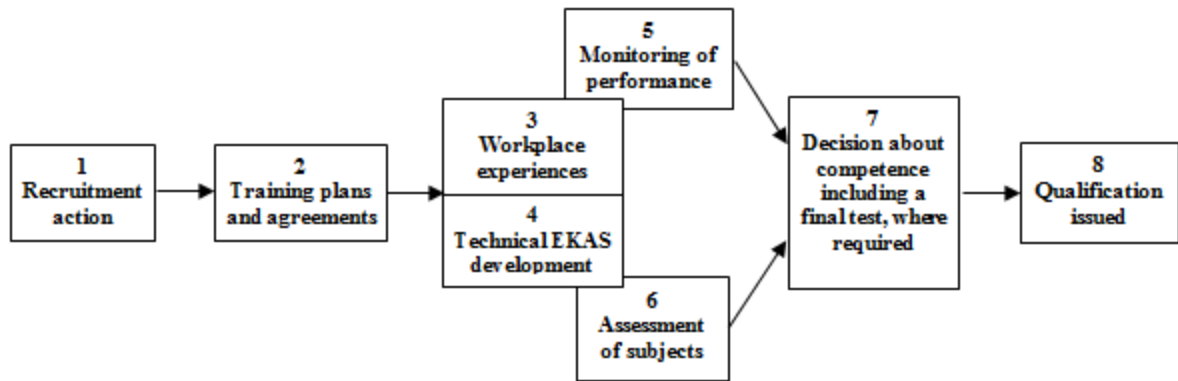 1
Recruitment
action
2
Training plans
and agreements
3
Workplace
experiences
4
Technical EKAS
development
5
Monitoring of
performance
6
Assessment
of subjects
7
Decision about
competence
including a
final test, where
required
8
Qualification
issued